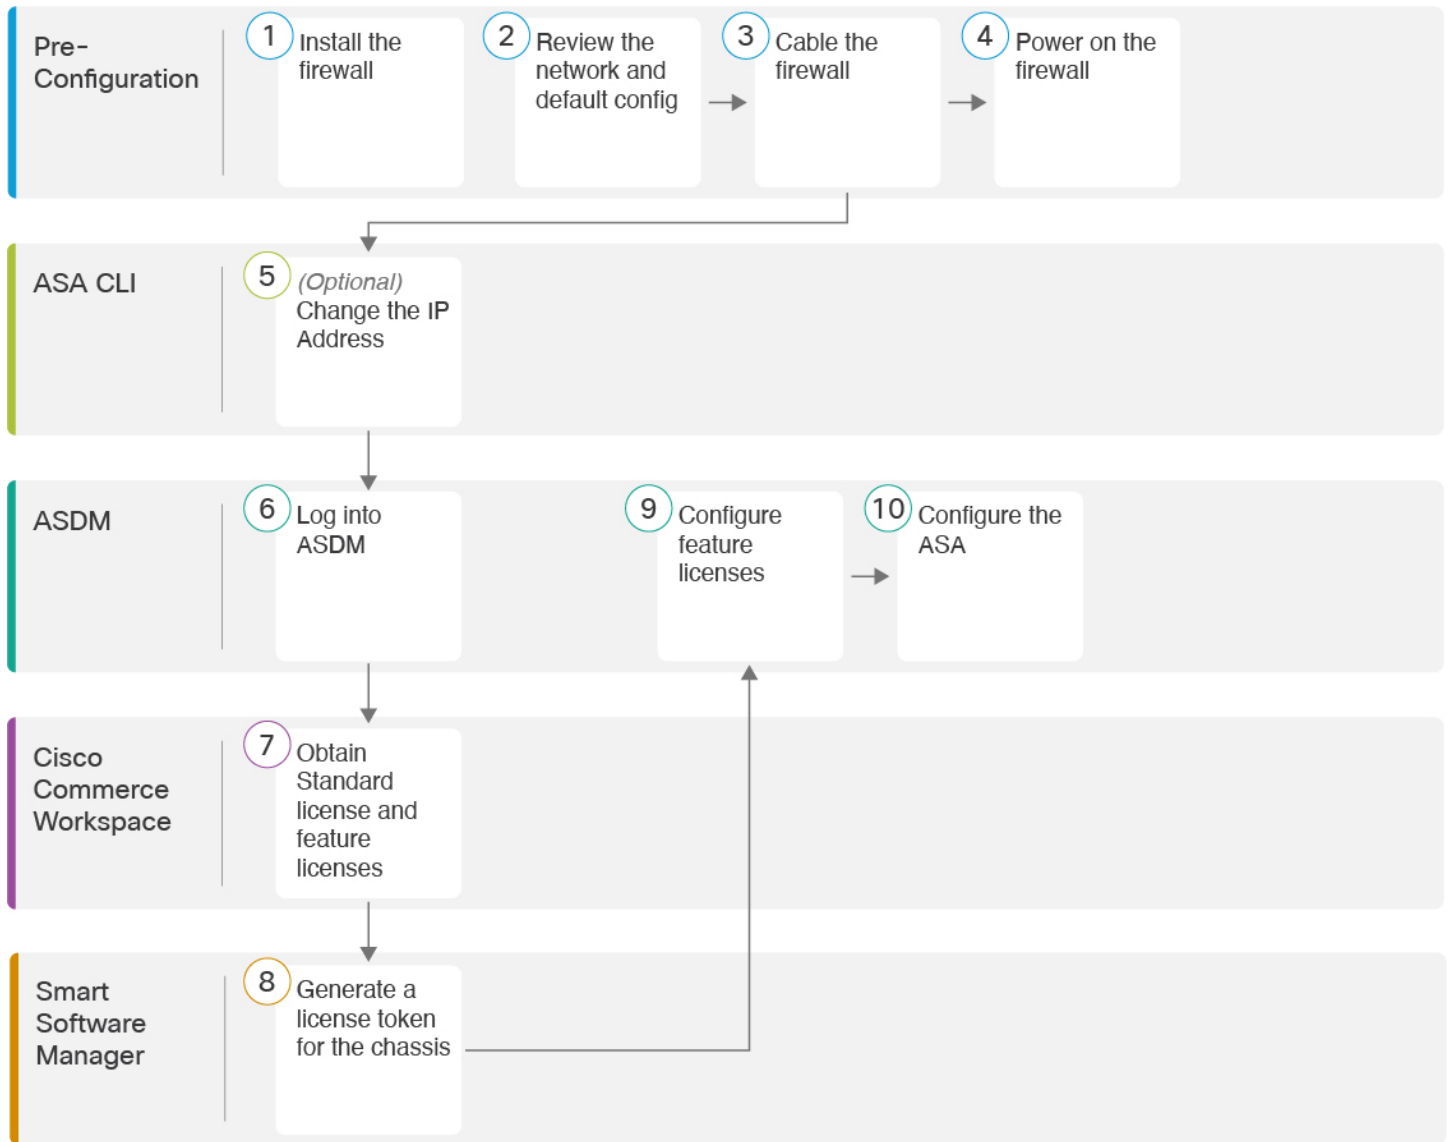 Pre-
Configuration
1
Install the
firewall
2
Review the
network and
default config
3
Cable the
firewall
4
Power on the
firewall
ASA CLI
5
(Optional)
Change the IP
Address
ASDM
6
Log into
ASDM
9
Configure
feature
licenses
10
Configure the
ASA
Cisco
Commerce
Workspace
7
Obtain
Standard
license and
feature
licenses
Smart
Software
Manager
8
Generate a
license token
for the chassis